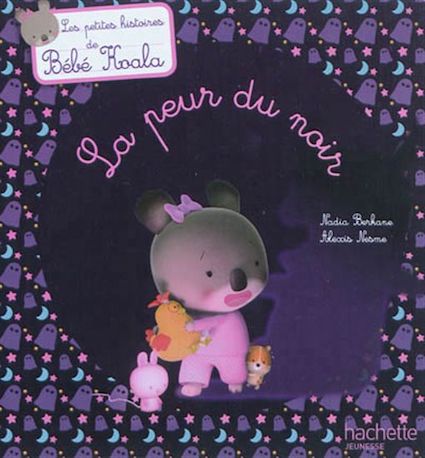 Les petites histoires
de
Bébé Koala
La peur du noir
Nadia Berkane
Alexis Nesme
hachette
JEUNESSE